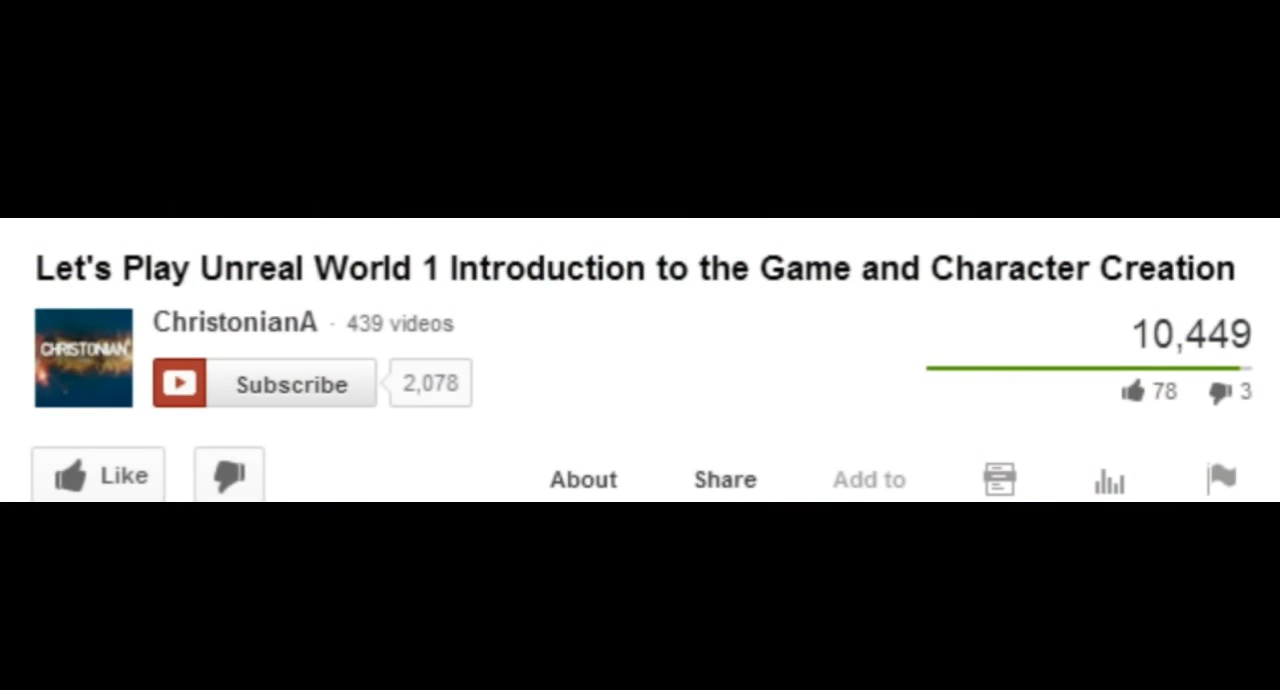 Let's Play Unreal World 1 Introduction to the Game and Character Creation
ChristonianA · 439 videos
CHRISTONIAN
10,449
Subscribe 2,078
78 3
Like
About Share Add to